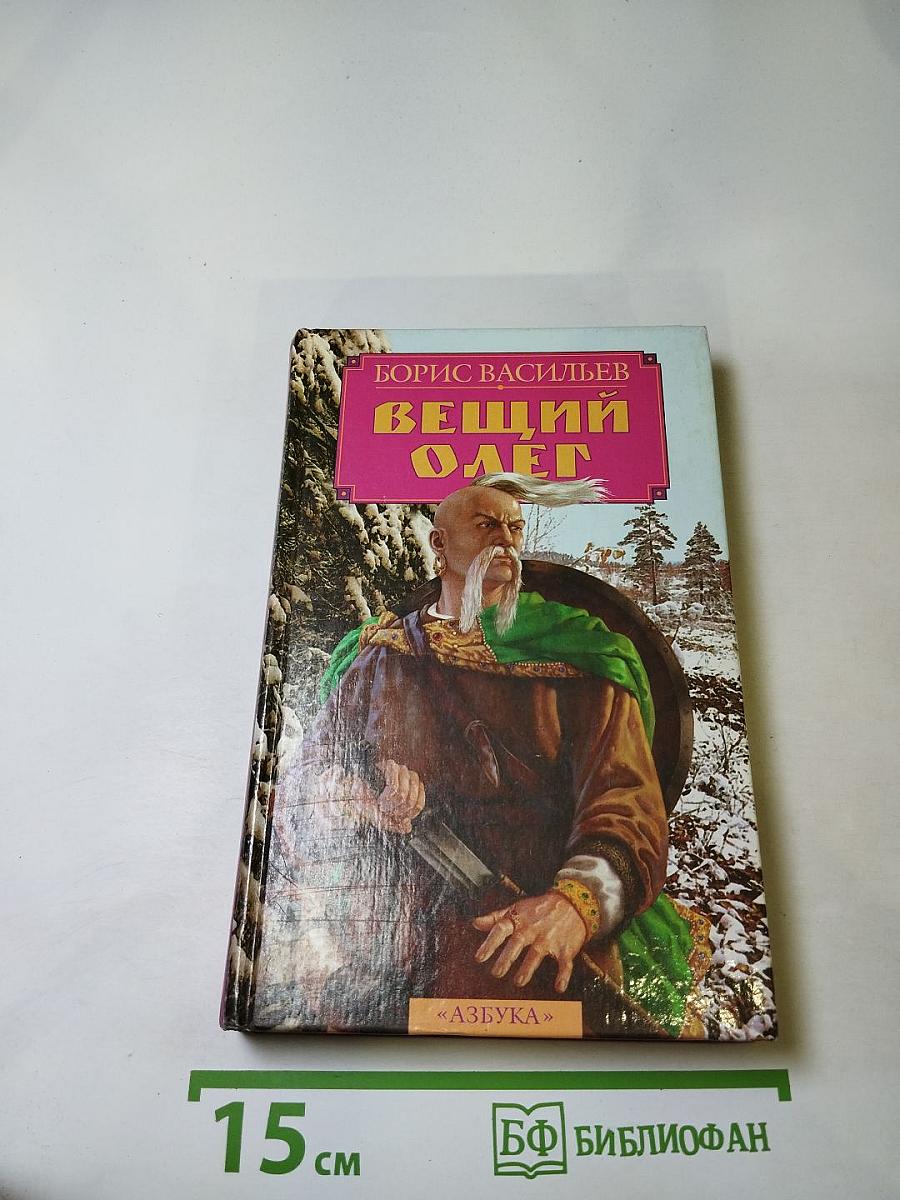 БОРИС ВАСИЛЬЕВ
ВЕЩИЙ
ОЛЕГ
«АЗБУКА»
15 см
БФ БИБЛИОФАН